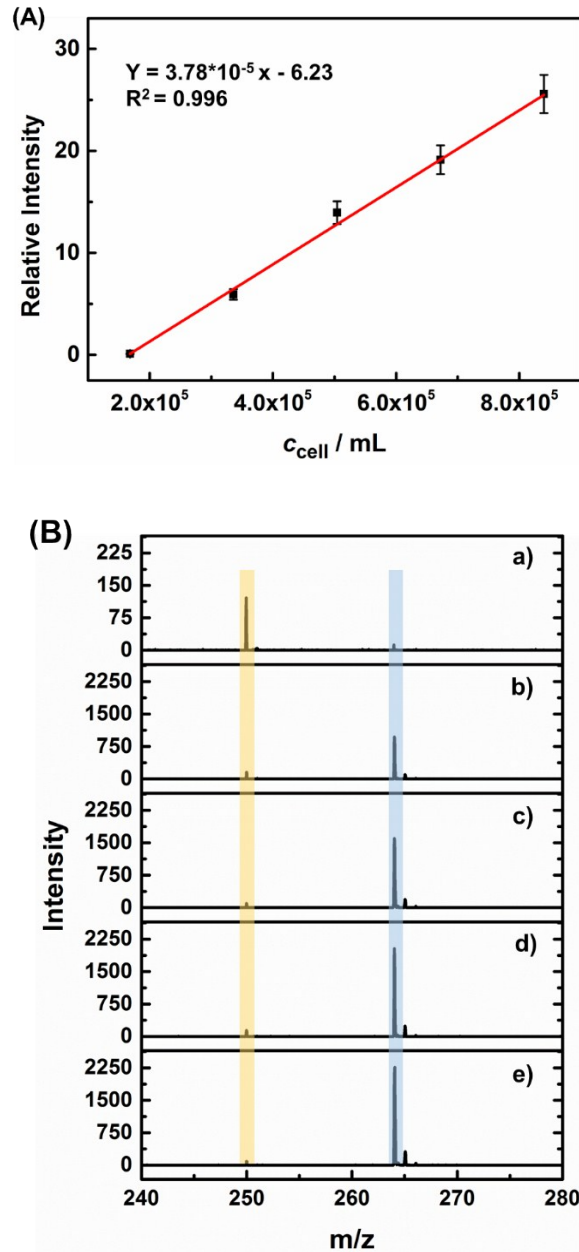 (A)
Y = 3.78*10⁻⁵ x - 6.23
R² = 0.996
30
20
10
0
Relative Intensity
2.0x10⁵ 4.0x10⁵ 6.0x10⁵ 8.0x10⁵
c_cell / mL
(B)
225
150
75
0
a)
2250
1500
750
0
b)
2250
1500
750
0
c)
2250
1500
750
0
d)
2250
1500
750
0
e)
Intensity
240 250 260 270 280
m/z